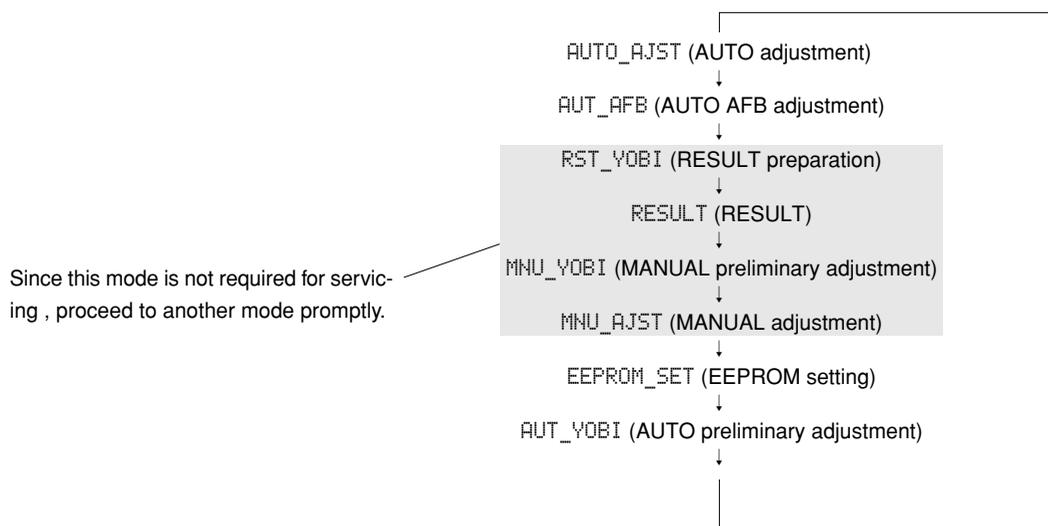 AUTO_AJST (AUTO adjustment)
↓
AUT_AFB (AUTO AFB adjustment)
↓
RST_YOBI (RESULT preparation)
↓
RESULT (RESULT)
↓
MNU_YOBI (MANUAL preliminary adjustment)
↓
MNU_AJST (MANUAL adjustment)
↓
EEPROM_SET (EEPROM setting)
↓
AUT_YOBI (AUTO preliminary adjustment)
↓
Since this mode is not required for servic-
ing , proceed to another mode promptly.